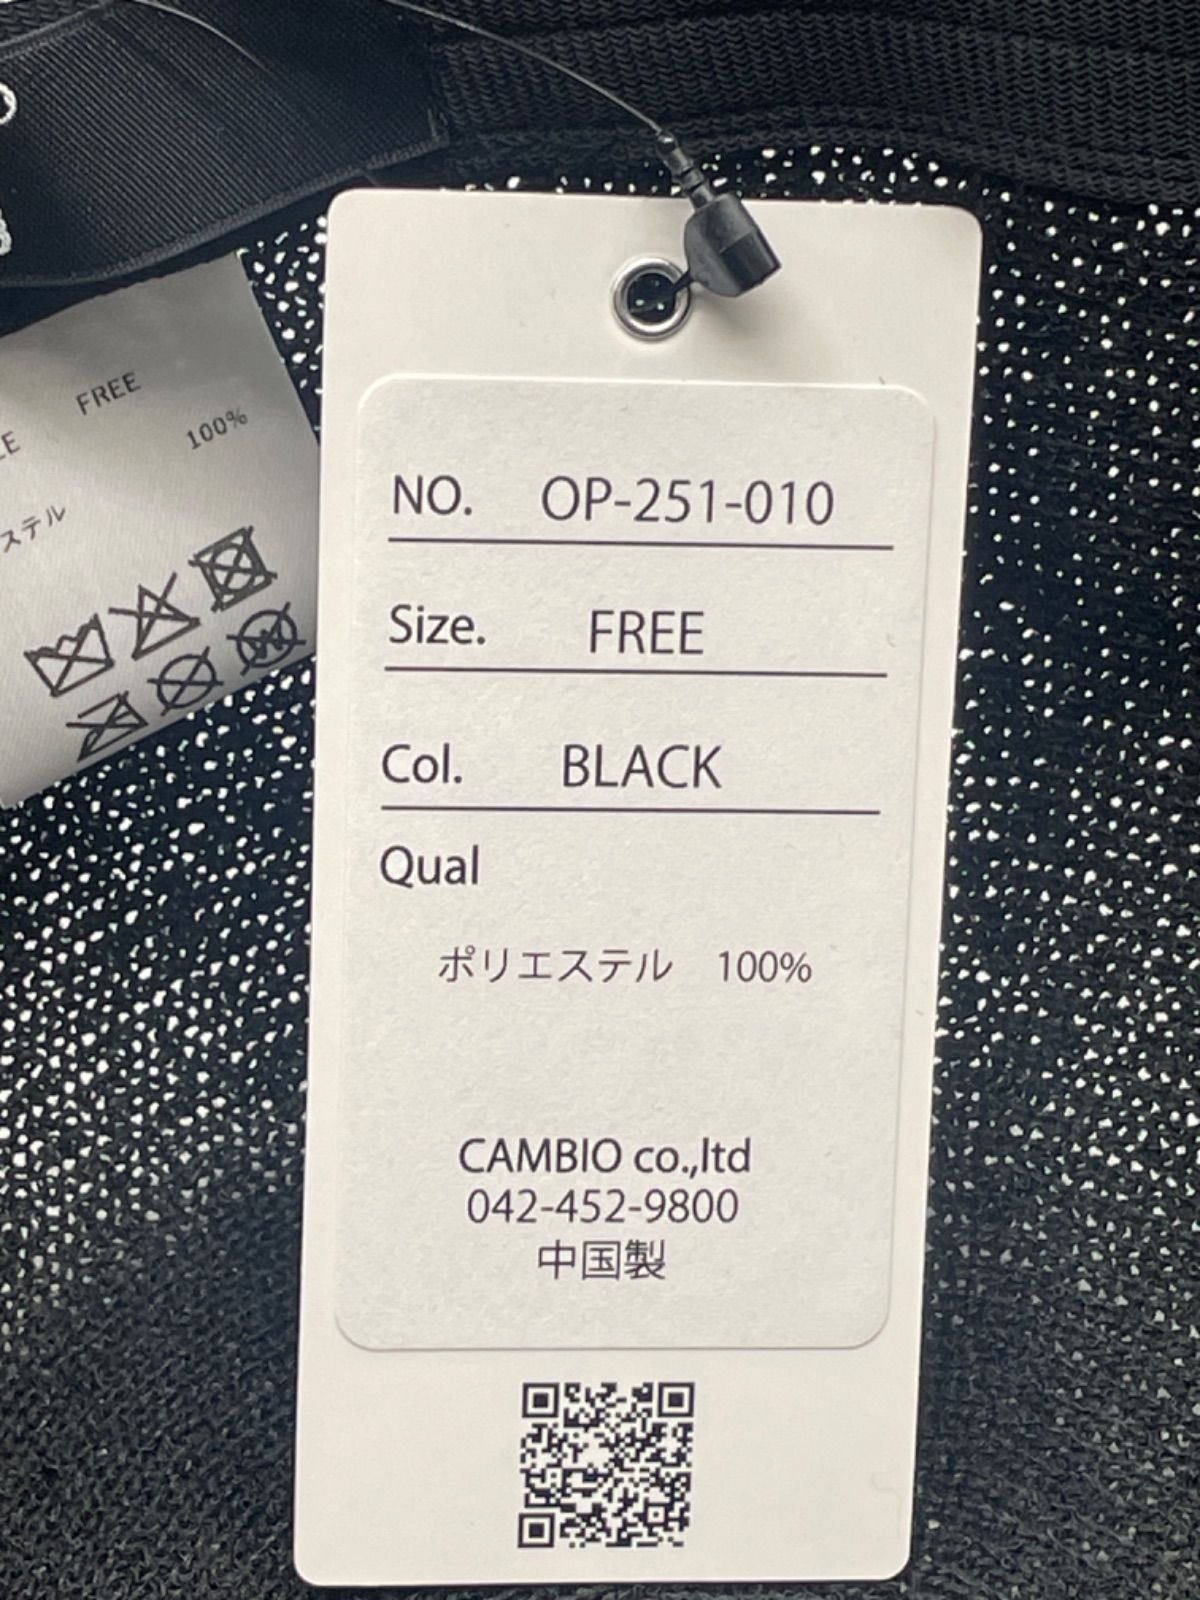 FREE
100%
ステル
NO. OP-251-010
Size. FREE
Col. BLACK
Qual
ポリエステル 100%
CAMBIO co.,ltd
042-452-9800
中国製